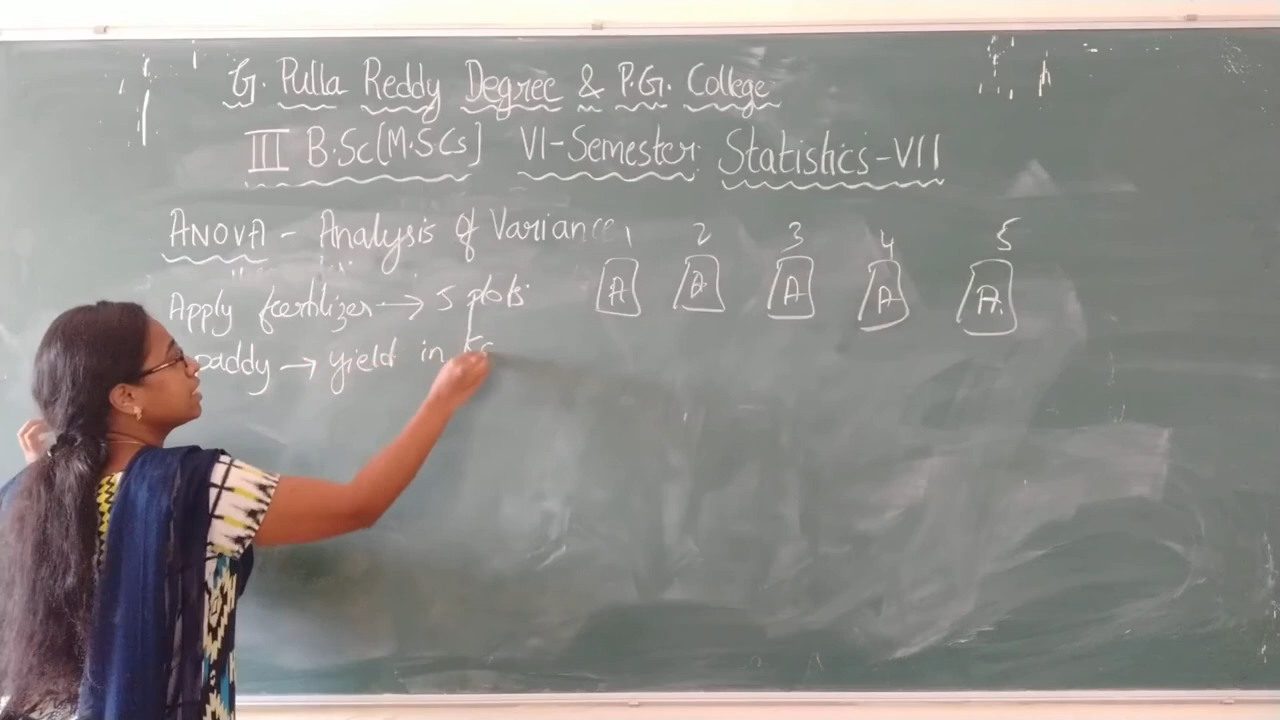 G. Pulla Reddy Degree & P.G. College
III B.Sc[M.SCs] VI-Semester Statistics-VII
ANOVA - Analysis of Variance
1 2 3 4 5
A A A A A
Apply fertilizer → 5 plots
paddy → yield in